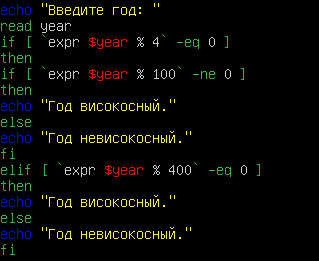 echo "Введите год: "
read year
if [ `expr $year % 4` -eq 0 ]
then
if [ `expr $year % 100` -ne 0 ]
then
echo "Год високосный."
else
echo "Год невисокосный."
fi
elif [ `expr $year % 400` -eq 0 ]
then
echo "Год високосный."
else
echo "Год невисокосный."
fi